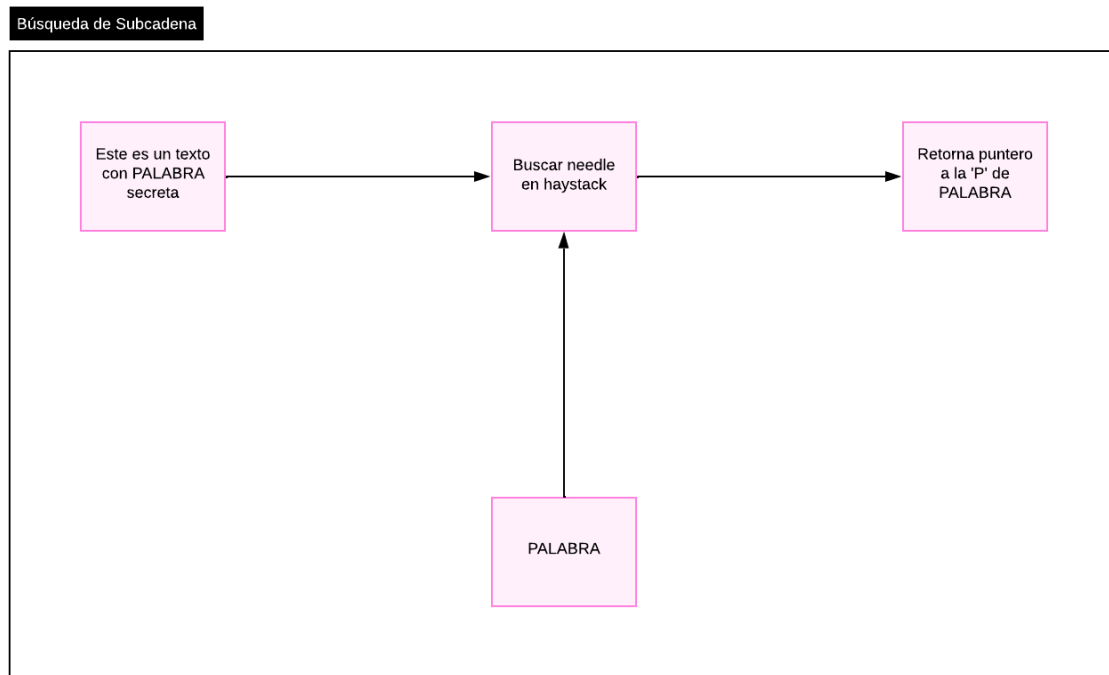 Búsqueda de Subcadena
Este es un texto
con PALABRA
secreta
Buscar needle
en haystack
Retorna puntero
a la 'P' de
PALABRA
PALABRA